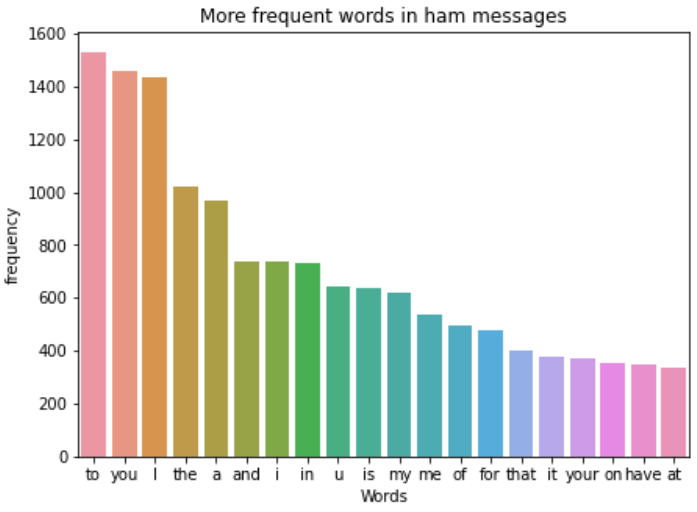 More frequent words in ham messages
1600
1400
1200
1000
800
600
400
200
0
frequency
to you I the a and i in u is my me of for that it your on have at
Words